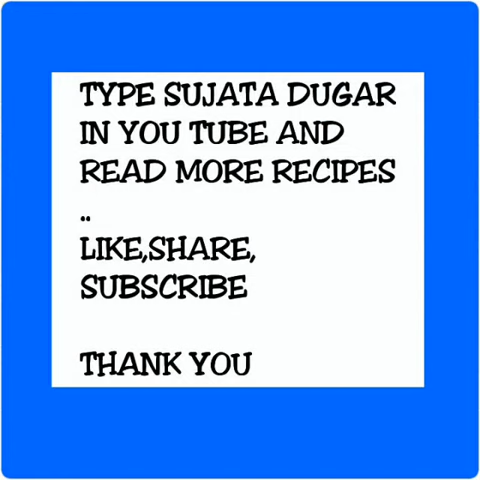 TYPE SUJATA DUGAR
IN YOU TUBE AND
READ MORE RECIPES
..
LIKE,SHARE,
SUBSCRIBE
THANK YOU